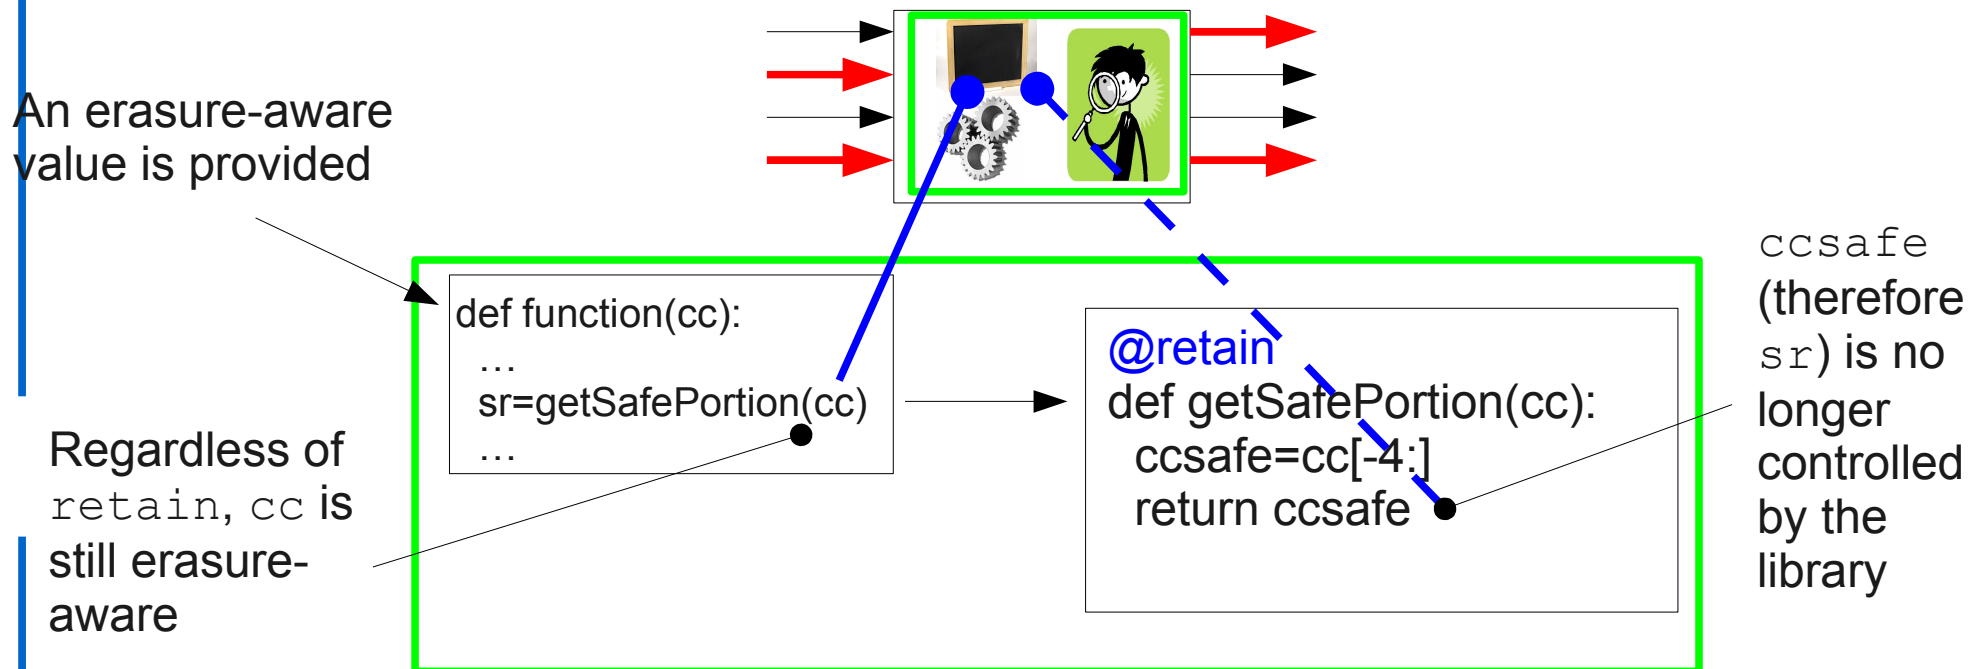 An erasure-aware
value is provided
def function(cc):
…
sr=getSafePortion(cc)
…
Regardless of
retain, cc is
still erasure-
aware
@retain
def getSafePortion(cc):
ccsafe=cc[-4:]
return ccsafe
ccsafe
(therefore
sr) is no
longer
controlled
by the
library